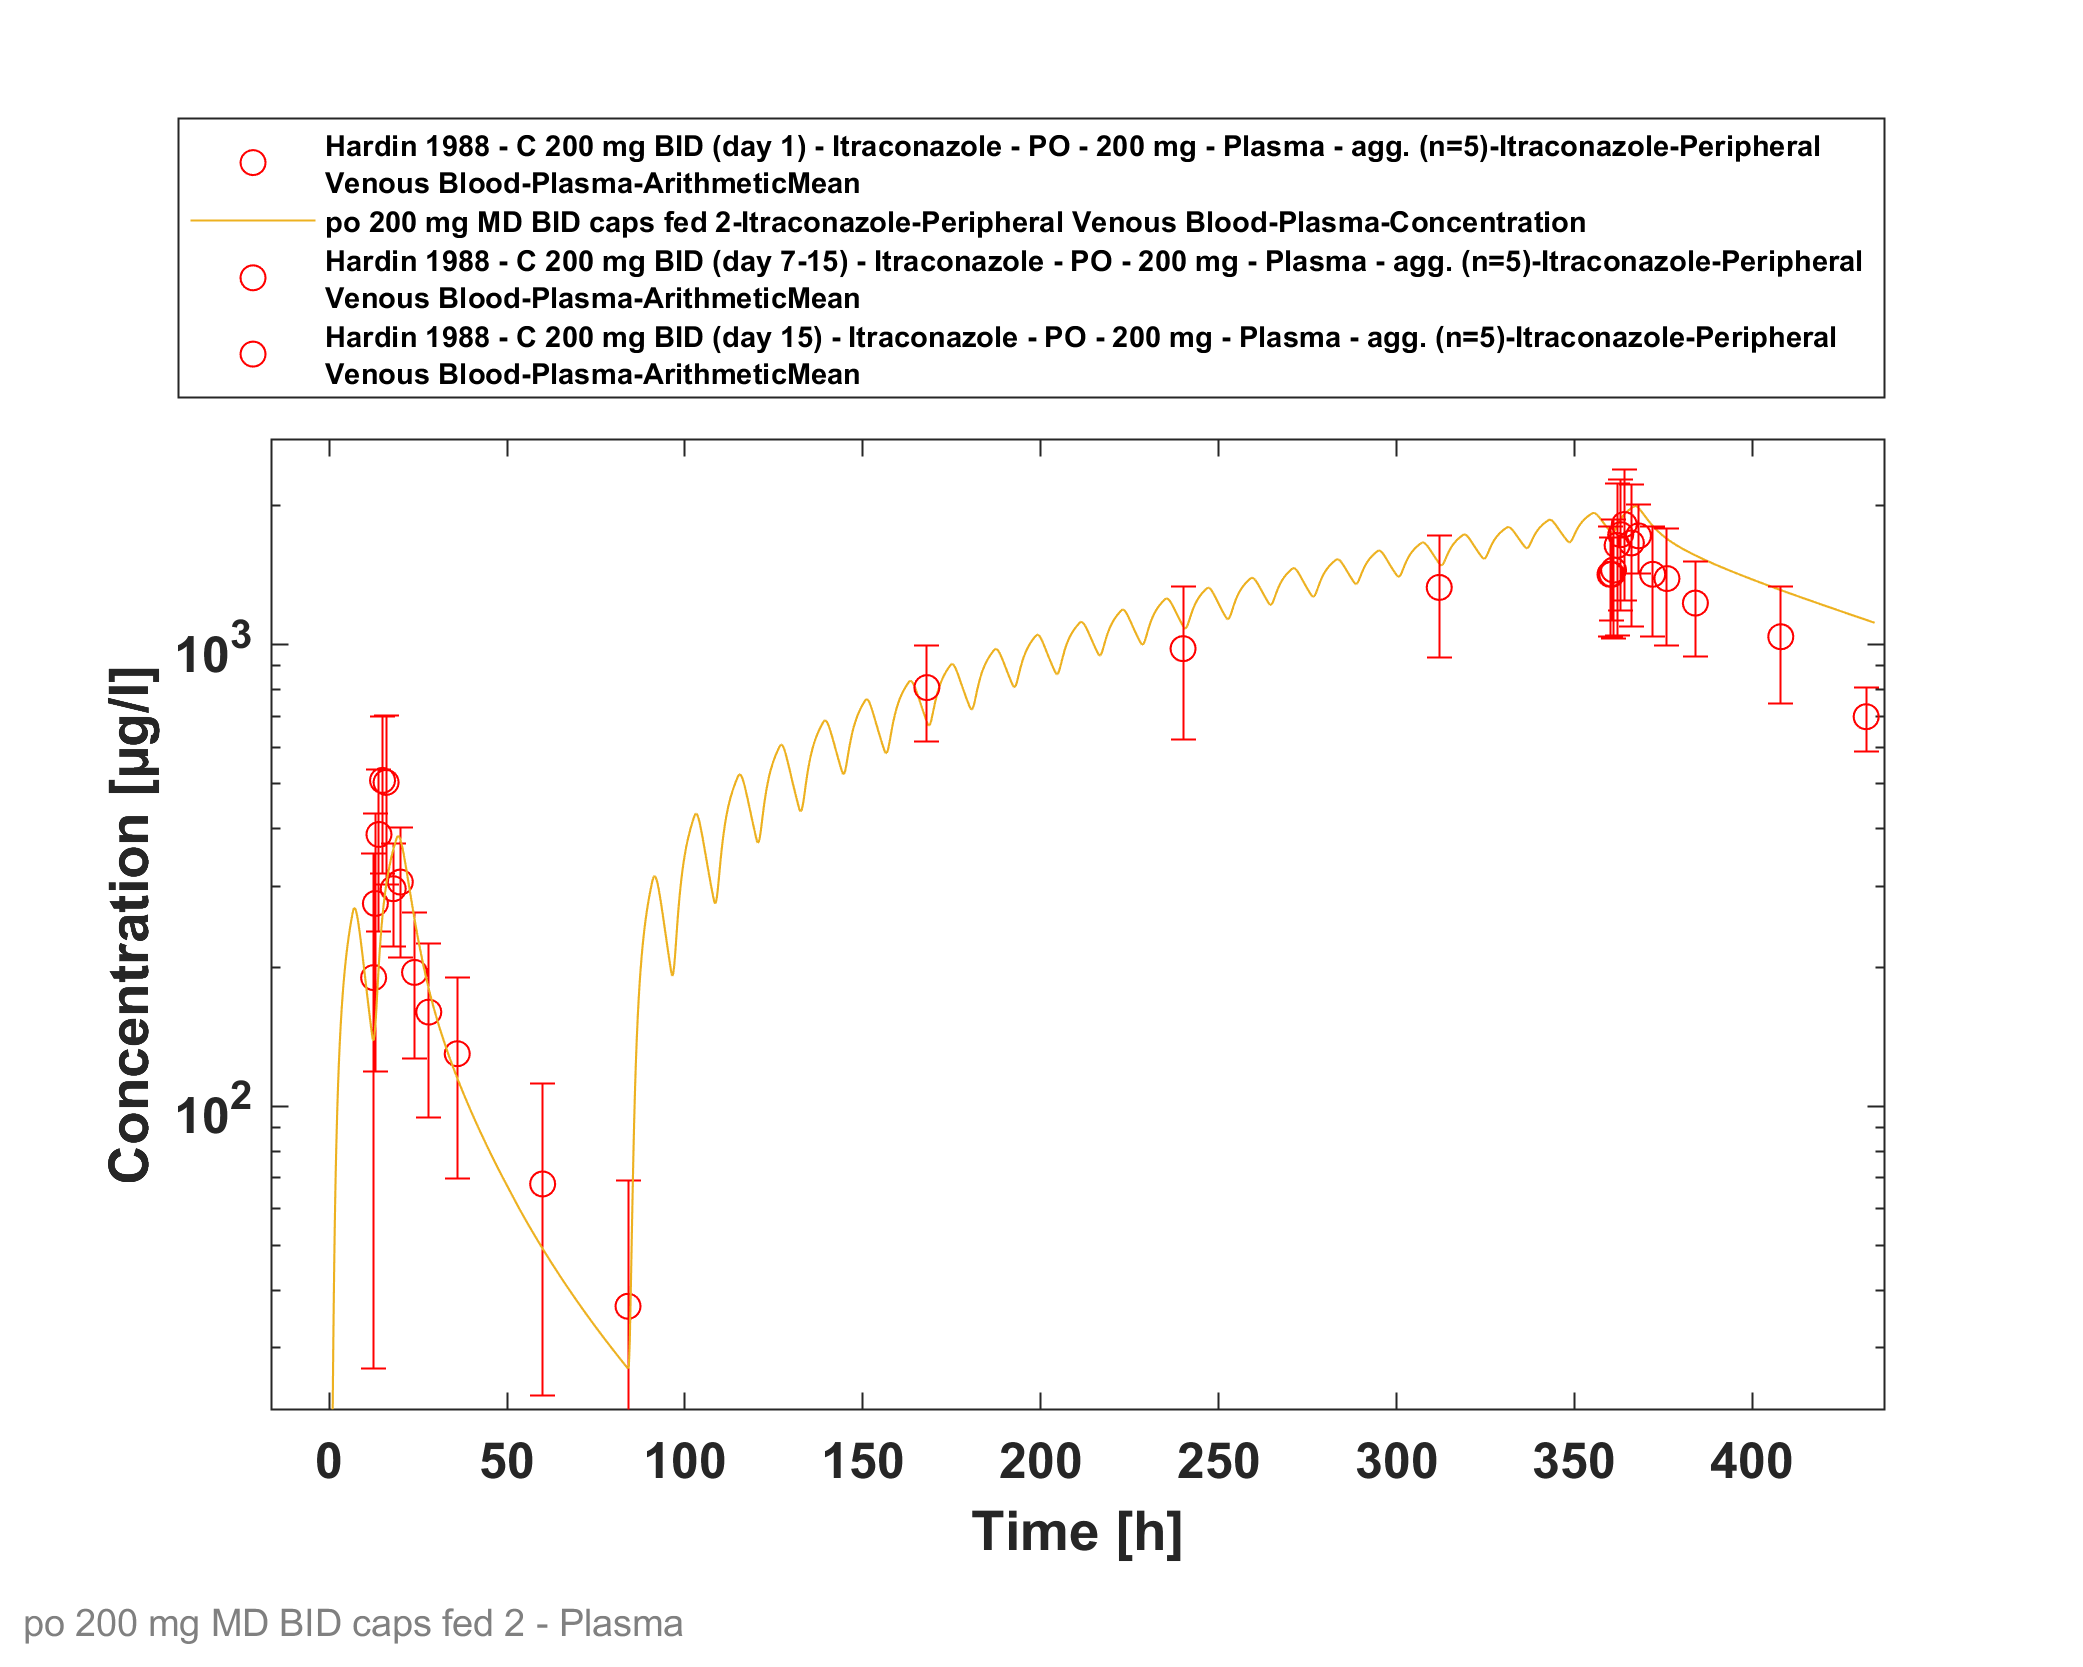 Hardin 1988 - C 200 mg BID (day 1) - Itraconazole - PO - 200 mg - Plasma - agg. (n=5)-Itraconazole-Peripheral
Venous Blood-Plasma-ArithmeticMean
po 200 mg MD BID caps fed 2-Itraconazole-Peripheral Venous Blood-Plasma-Concentration
Hardin 1988 - C 200 mg BID (day 7-15) - Itraconazole - PO - 200 mg - Plasma - agg. (n=5)-Itraconazole-Peripheral
Venous Blood-Plasma-ArithmeticMean
Hardin 1988 - C 200 mg BID (day 15) - Itraconazole - PO - 200 mg - Plasma - agg. (n=5)-Itraconazole-Peripheral
Venous Blood-Plasma-ArithmeticMean
Concentration [µg/l]
10³
10²
0 50 100 150 200 250 300 350 400
Time [h]
po 200 mg MD BID caps fed 2 - Plasma